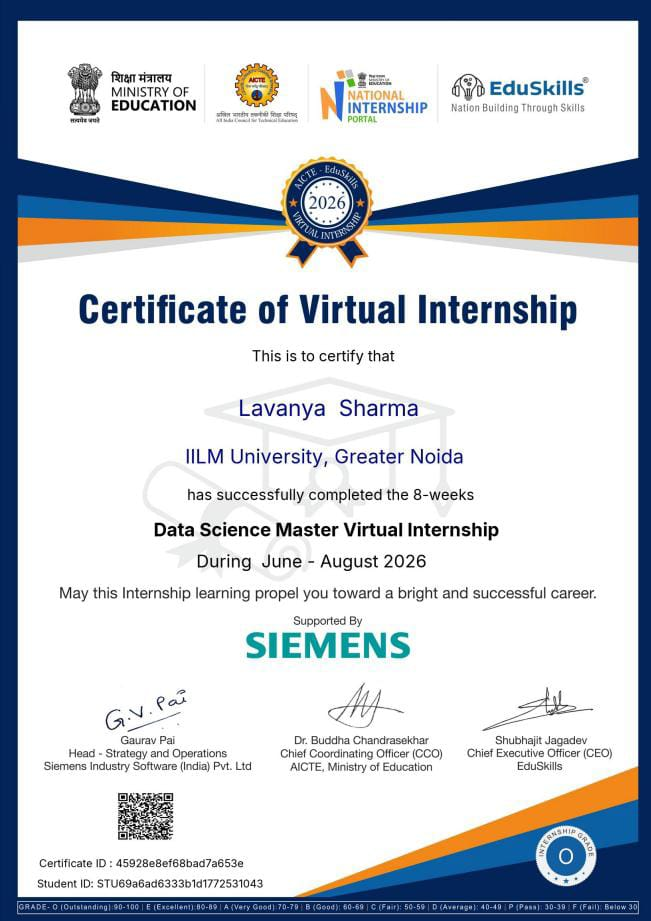 शिक्षा मंत्रालय
MINISTRY OF
EDUCATION
सत्यमेव जयते
AICTE
अखिल भारतीय तकनीकी शिक्षा परिषद्
All India Council for Technical Education
MINISTRY OF
EDUCATION
NATIONAL
INTERNSHIP
PORTAL
EduSkills®
Nation Building Through Skills
AICTE - EduSkills
2026
VIRTUAL INTERNSHIP
Certificate of Virtual Internship
This is to certify that
Lavanya Sharma
IILM University, Greater Noida
has successfully completed the 8-weeks
Data Science Master Virtual Internship
During June - August 2026
May this Internship learning propel you toward a bright and successful career.
Supported By
SIEMENS
G.V. Pai
Gaurav Pai
Head - Strategy and Operations
Siemens Industry Software (India) Pvt. Ltd
Dr. Buddha Chandrasekhar
Chief Coordinating Officer (CCO)
AICTE, Ministry of Education
Shubhajit Jagadev
Chief Executive Officer (CEO)
EduSkills
Certificate ID : 45928e8ef68bad7a653e
Student ID: STU69a6ad6333b1d1772531043
INTERNSHIP GRADE
O
GRADE- O (Outstanding):90-100 | E (Excellent):80-89 | A (Very Good):70-79 | B (Good): 60-69 | C (Fair): 50-59 | D (Average): 40-49 | P (Pass): 30-39 | F (Fail): Below 30